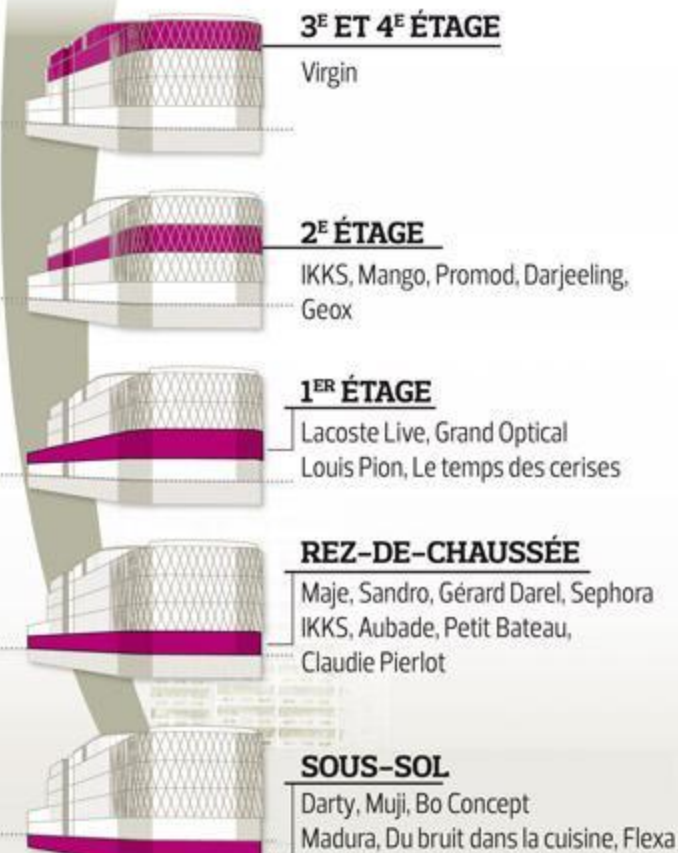 3E ET 4E ÉTAGE
Virgin
2E ÉTAGE
IKKS, Mango, Promod, Darjeeling,
Geox
1ER ÉTAGE
Lacoste Live, Grand Optical
Louis Pion, Le temps des cerises
REZ-DE-CHAUSSÉE
Maje, Sandro, Gérard Darel, Sephora
IKKS, Aubade, Petit Bateau,
Claudie Pierlot
SOUS-SOL
Darty, Muji, Bo Concept
Madura, Du bruit dans la cuisine, Flexa